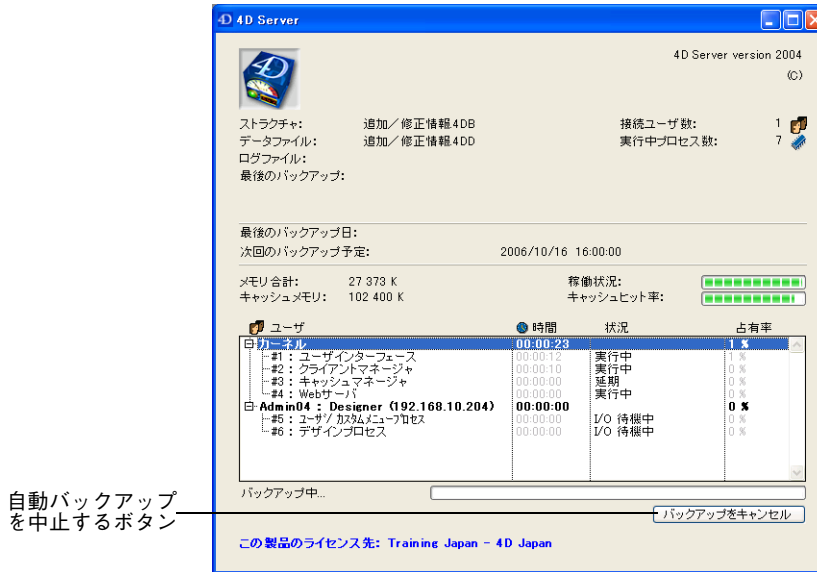 4D Server
4D Server version 2004
(C)
ストラクチャ: 追加／修正情報.4DB 接続ユーザ数: 1
データファイル: 追加／修正情報.4DD 実行中プロセス数: 7
ログファイル:
最後のバックアップ:
最後のバックアップ日:
次回のバックアップ予定: 2006/10/16 16:00:00
メモリ合計: 27 373 K 稼働状況:
キャッシュメモリ: 102 400 K キャッシュヒット率:
ユーザ 時間 状況 占有率
カーネル 00:00:23 1 %
#1 : ユーザインターフェース 00:00:12 実行中 1 %
#2 : クライアントマネージャ 00:00:10 実行中 0 %
#3 : キャッシュマネージャ 00:00:00 延期 0 %
#4 : Webサーバ 00:00:00 実行中 0 %
Admin04 : Designer (192.168.10.204) 00:00:00 0 %
#5 : ユーザ/カスタムメニュープロセス 00:00:00 I/O 待機中 0 %
#6 : デザインプロセス 00:00:00 I/O 待機中 0 %
バックアップ中...
自動バックアップ
を中止するボタン
バックアップをキャンセル
この製品のライセンス先: Training Japan - 4D Japan